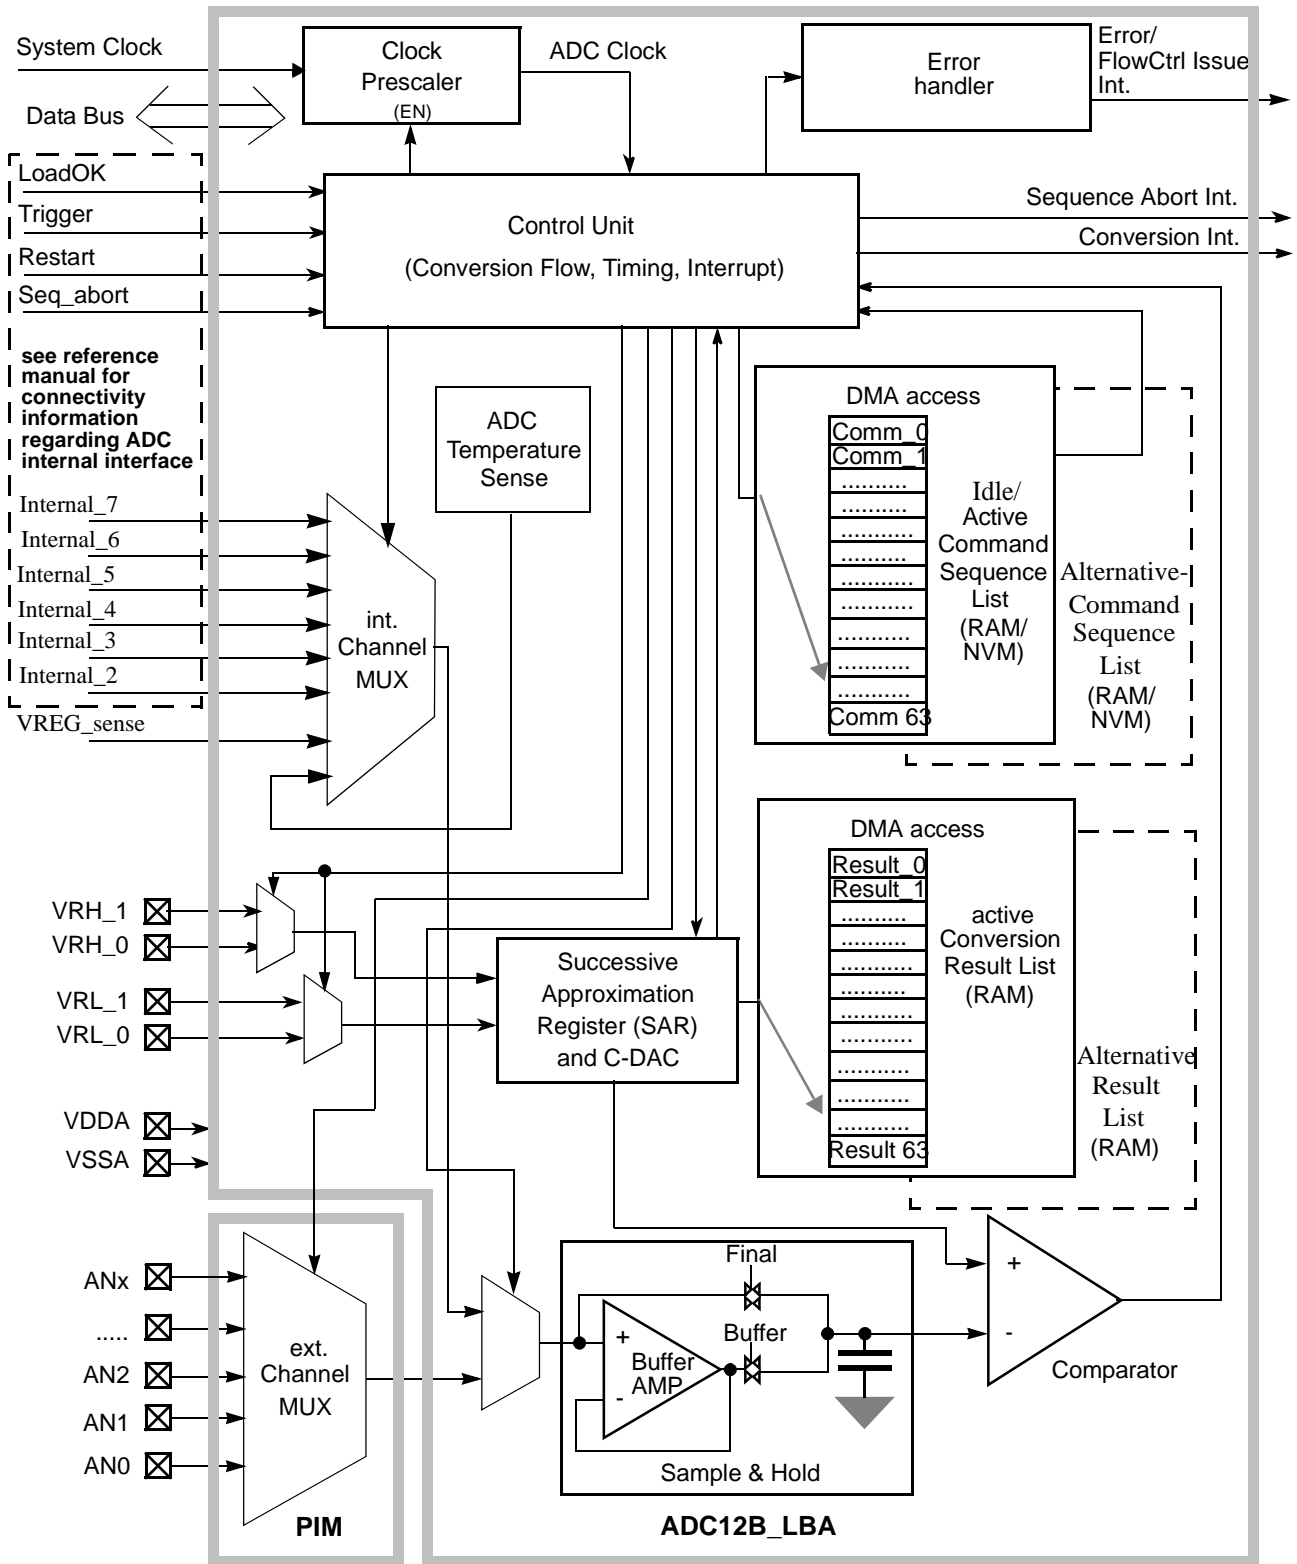 System Clock
Clock
Prescaler
(EN)
ADC Clock
Error
handler
Error/
FlowCtrl Issue
Int.
Data Bus
LoadOK
Trigger
Restart
Seq_abort
Control Unit
(Conversion Flow, Timing, Interrupt)
Sequence Abort Int.
Conversion Int.
see reference
manual for
connectivity
information
regarding ADC
internal interface
ADC
Temperature
Sense
Internal_7
Internal_6
Internal_5
Internal_4
Internal_3
Internal_2
VREG_sense
int.
Channel
MUX
DMA access
Comm_0
Comm_1
..........
..........
...........
...........
..........
...........
...........
..........
...........
Comm 63
Idle/
Active
Command
Sequence
List
(RAM/
NVM)
Alternative-
Command
Sequence
List
(RAM/
NVM)
DMA access
Result_0
Result_1
..........
..........
...........
..........
...........
...........
...........
...........
...........
Result 63
active
Conversion
Result List
(RAM)
Alternative
Result
List
(RAM)
VRH_1
VRH_0
VRL_1
VRL_0
Successive
Approximation
Register (SAR)
and C-DAC
VDDA
VSSA
ANx
.....
AN2
AN1
AN0
ext.
Channel
MUX
PIM
Final
Buffer
+
Buffer
AMP
-
Sample & Hold
+
-
Comparator
ADC12B_LBA